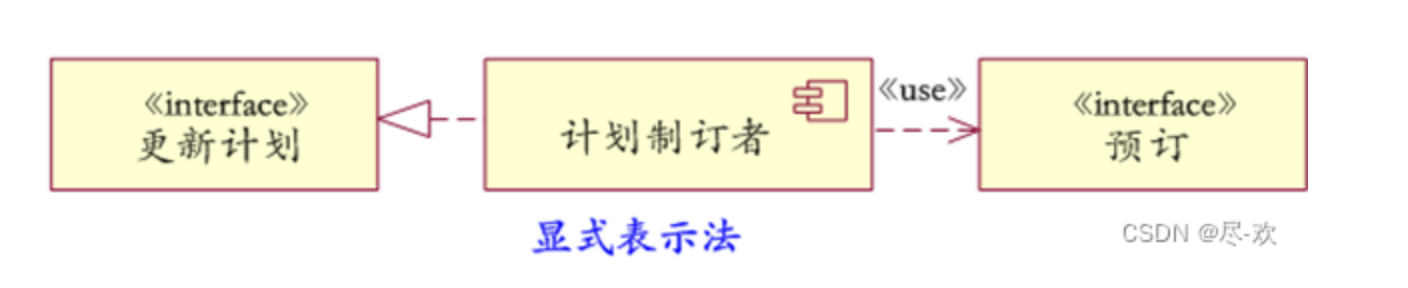 《interface》
更新计划
计划制订者
《use》
《interface》
预订
显式表示法
CSDN @尽-欢